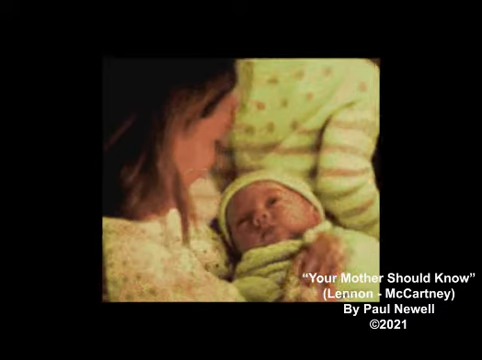 “Your Mother Should Know”
(Lennon - McCartney)
By Paul Newell
©2021